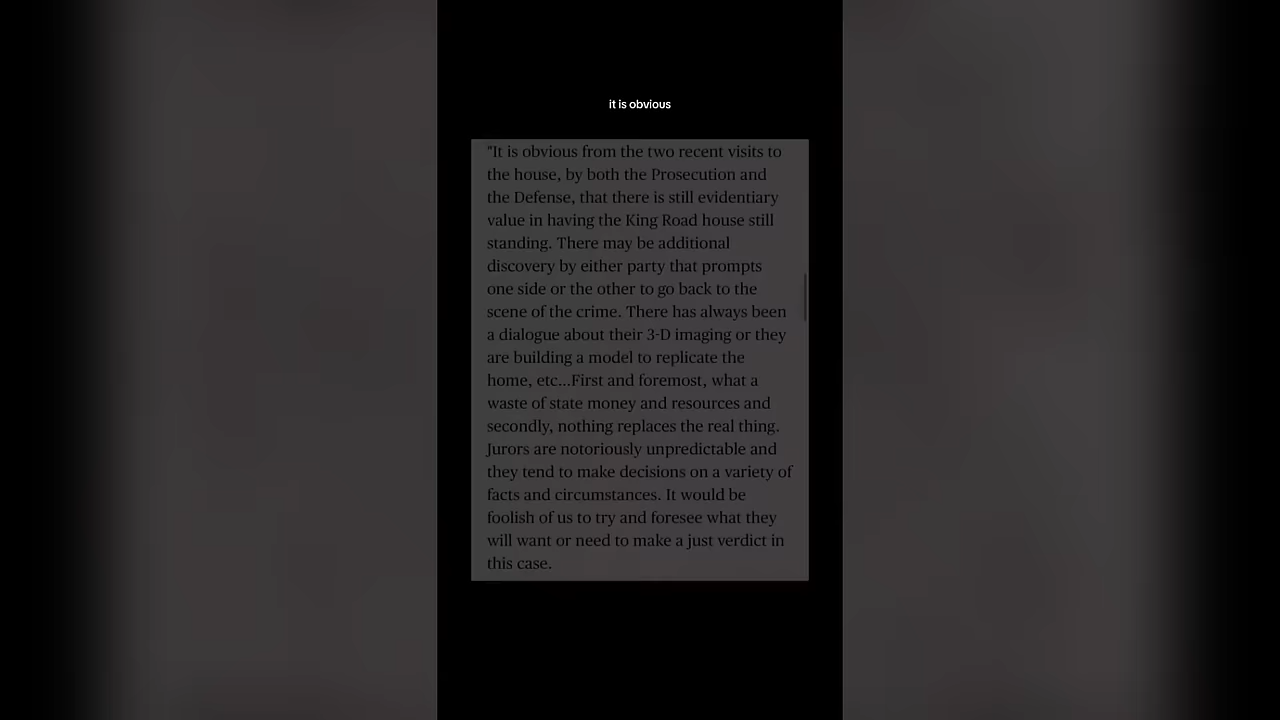 it is obvious
"It is obvious from the two recent visits to
the house, by both the Prosecution and
the Defense, that there is still evidentiary
value in having the King Road house still
standing. There may be additional
discovery by either party that prompts
one side or the other to go back to the
scene of the crime. There has always been
a dialogue about their 3-D imaging or they
are building a model to replicate the
home, etc...First and foremost, what a
waste of state money and resources and
secondly, nothing replaces the real thing.
Jurors are notoriously unpredictable and
they tend to make decisions on a variety of
facts and circumstances. It would be
foolish of us to try and foresee what they
will want or need to make a just verdict in
this case.